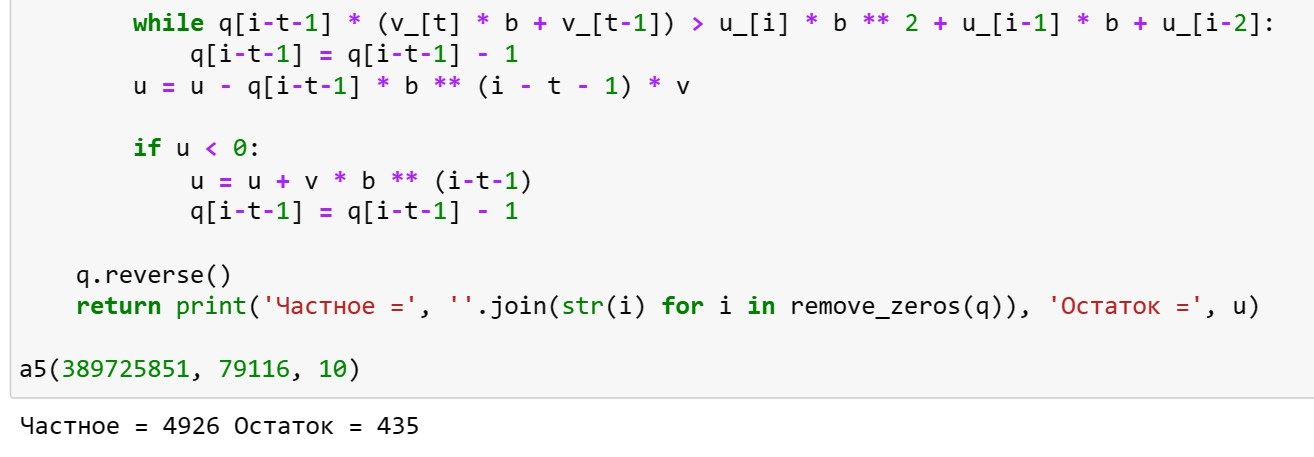 while q[i-t-1] * (v_[t] * b + v_[t-1]) > u_[i] * b ** 2 + u_[i-1] * b + u_[i-2]:
q[i-t-1] = q[i-t-1] - 1
u = u - q[i-t-1] * b ** (i - t - 1) * v
if u < 0:
u = u + v * b ** (i-t-1)
q[i-t-1] = q[i-t-1] - 1
q.reverse()
return print('Частное =', ''.join(str(i) for i in remove_zeros(q)), 'Остаток =', u)
a5(389725851, 79116, 10)
Частное = 4926 Остаток = 435